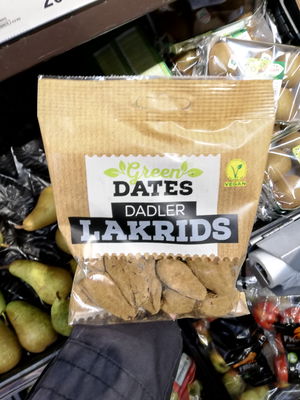 Green
DATES
DADLER
LAKRIDS
V
VEGAN